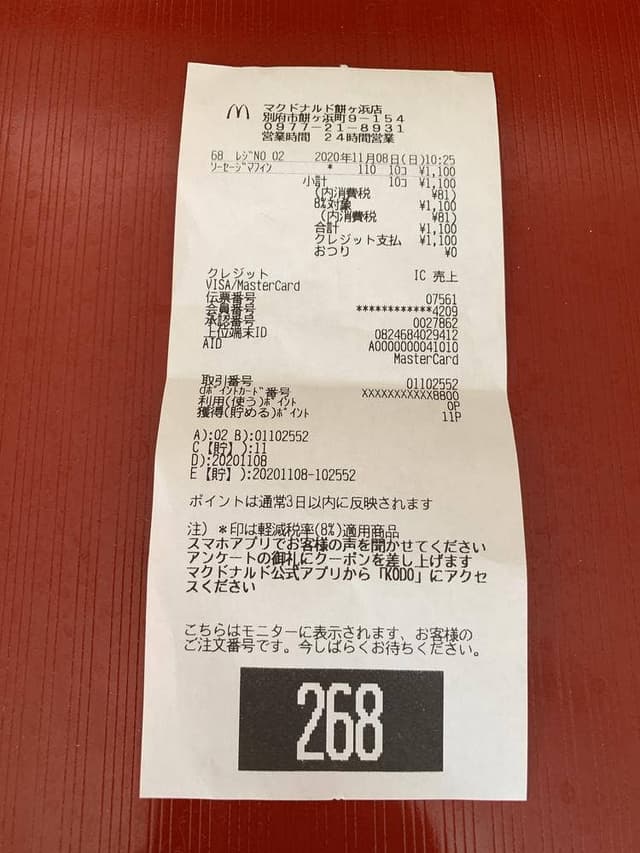 マクドナルド餅ヶ浜店
別府市餅ヶ浜町9-154
0977-21-8931
営業時間 24時間営業
68 レジNO 02 2020年11月08日(日)10:25
ソーセージマフィン * 110 10コ ¥1,100
小計 10コ ¥1,100
(内消費税 ¥81)
8%対象 ¥1,100
(内消費税 ¥81)
合計 ¥1,100
クレジット支払 ¥1,100
おつり ¥0
クレジット IC 売上
VISA/MasterCard
伝票番号 07561
会員番号 ************4209
承認番号 0027862
上位端末ID 0824684029412
AID A0000000041010
MasterCard
取引番号 01102552
dポイントカード番号 XXXXXXXXXXX8800
利用(使う)ポイント 0P
獲得(貯める)ポイント 11P
A):02 B):01102552
C【貯】):11
D):20201108
E【貯】):20201108-102552
ポイントは通常3日以内に反映されます
注) *印は軽減税率(8%)適用商品
スマホアプリでお客様の声を聞かせてください
アンケートの御礼にクーポンを差し上げます
マクドナルド公式アプリから「KODO」にアクセ
スください
こちらはモニターに表示されます、お客様の
ご注文番号です。今しばらくお待ちください。
268